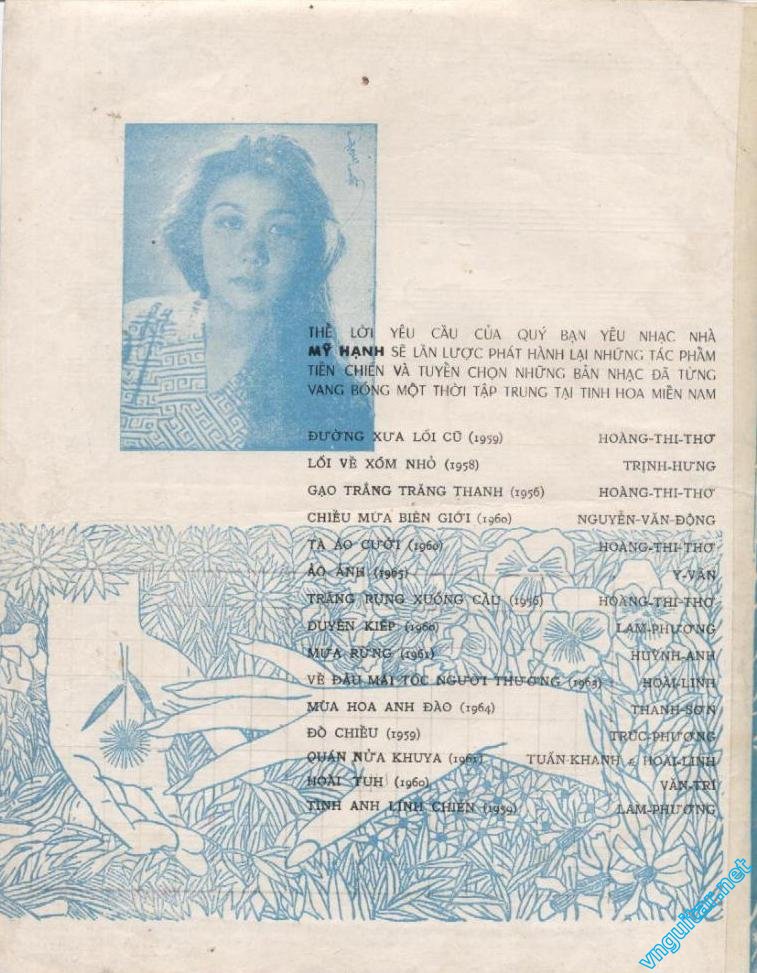 THỂ LỜI YÊU CẦU CỦA QUÝ BẠN YÊU NHẠC NHÀ
MỸ HẠNH SẼ LẦN LƯỢC PHÁT HÀNH LẠI NHỮNG TÁC PHẨM
TIỀN CHIẾN VÀ TUYỂN CHỌN NHỮNG BẢN NHẠC ĐÃ TỪNG
VANG BÓNG MỘT THỜI TẬP TRUNG TẠI TINH HOA MIỀN NAM
ĐƯỜNG XƯA LỐI CŨ (1959) HOÀNG-THI-THƠ
LỐI VỀ XÓM NHỎ (1958) TRỊNH-HƯNG
GẠO TRẮNG TRĂNG THANH (1956) HOÀNG-THI-THƠ
CHIỀU MƯA BIÊN GIỚI (1960) NGUYỄN-VĂN-ĐÔNG
TÀ ÁO CƯỚI (1960) HOÀNG-THI-THƠ
ẢO ẢNH (1965) Y-VÂN
TRĂNG RỤNG XUỐNG CẦU (1956) HOÀNG-THI-THƠ
DUYÊN KIẾP (1960) LAM-PHƯƠNG
MƯA RỪNG (1961) HUỲNH-ANH
VỀ ĐÂU MÁI TÓC NGƯỜI THƯƠNG (1963) HOÀI-LINH
MÙA HOA ANH ĐÀO (1964) THANH-SƠN
ĐÒ CHIỀU (1959) TRÚC-PHƯƠNG
QUÁN NỬA KHUYA (1961) TUẤN-KHANH & HOÀI-LINH
HOÀI TUH (1960) VĂN-TRÍ
TÌNH ANH LÍNH CHIẾN (1959) LAM-PHƯƠNG
vnguitar.net